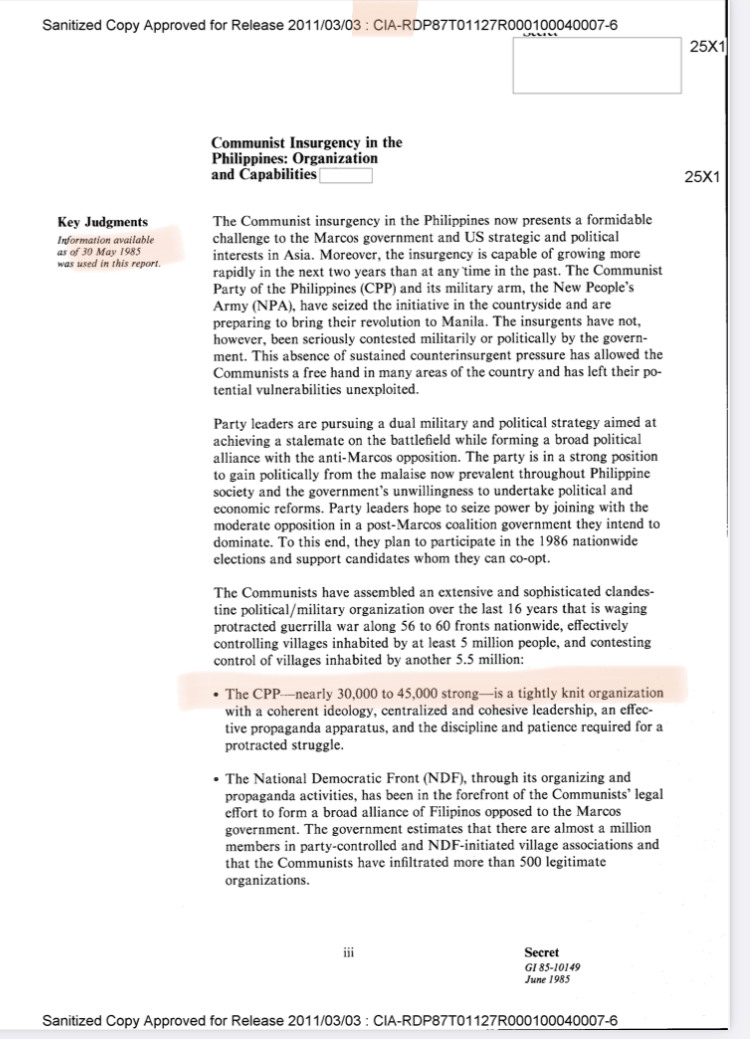 Sanitized Copy Approved for Release 2011/03/03 : CIA-RDP87T01127R000100040007-6
25X1
Communist Insurgency in the
Philippines: Organization
and Capabilities
25X1
Key Judgments
Information available
as of 30 May 1985
was used in this report.
The Communist insurgency in the Philippines now presents a formidable
challenge to the Marcos government and US strategic and political
interests in Asia. Moreover, the insurgency is capable of growing more
rapidly in the next two years than at any time in the past. The Communist
Party of the Philippines (CPP) and its military arm, the New People's
Army (NPA), have seized the initiative in the countryside and are
preparing to bring their revolution to Manila. The insurgents have not,
however, been seriously contested militarily or politically by the govern-
ment. This absence of sustained counterinsurgent pressure has allowed the
Communists a free hand in many areas of the country and has left their po-
tential vulnerabilities unexploited.
Party leaders are pursuing a dual military and political strategy aimed at
achieving a stalemate on the battlefield while forming a broad political
alliance with the anti-Marcos opposition. The party is in a strong position
to gain politically from the malaise now prevalent throughout Philippine
society and the government's unwillingness to undertake political and
economic reforms. Party leaders hope to seize power by joining with the
moderate opposition in a post-Marcos coalition government they intend to
dominate. To this end, they plan to participate in the 1986 nationwide
elections and support candidates whom they can co-opt.
The Communists have assembled an extensive and sophisticated clandes-
tine political/military organization over the last 16 years that is waging
protracted guerrilla war along 56 to 60 fronts nationwide, effectively
controlling villages inhabited by at least 5 million people, and contesting
control of villages inhabited by another 5.5 million:
• The CPP—nearly 30,000 to 45,000 strong—is a tightly knit organization
with a coherent ideology, centralized and cohesive leadership, an effec-
tive propaganda apparatus, and the discipline and patience required for a
protracted struggle.
• The National Democratic Front (NDF), through its organizing and
propaganda activities, has been in the forefront of the Communists' legal
effort to form a broad alliance of Filipinos opposed to the Marcos
government. The government estimates that there are almost a million
members in party-controlled and NDF-initiated village associations and
that the Communists have infiltrated more than 500 legitimate
organizations.
iii
Secret
GI 85-10149
June 1985
Sanitized Copy Approved for Release 2011/03/03 : CIA-RDP87T01127R000100040007-6